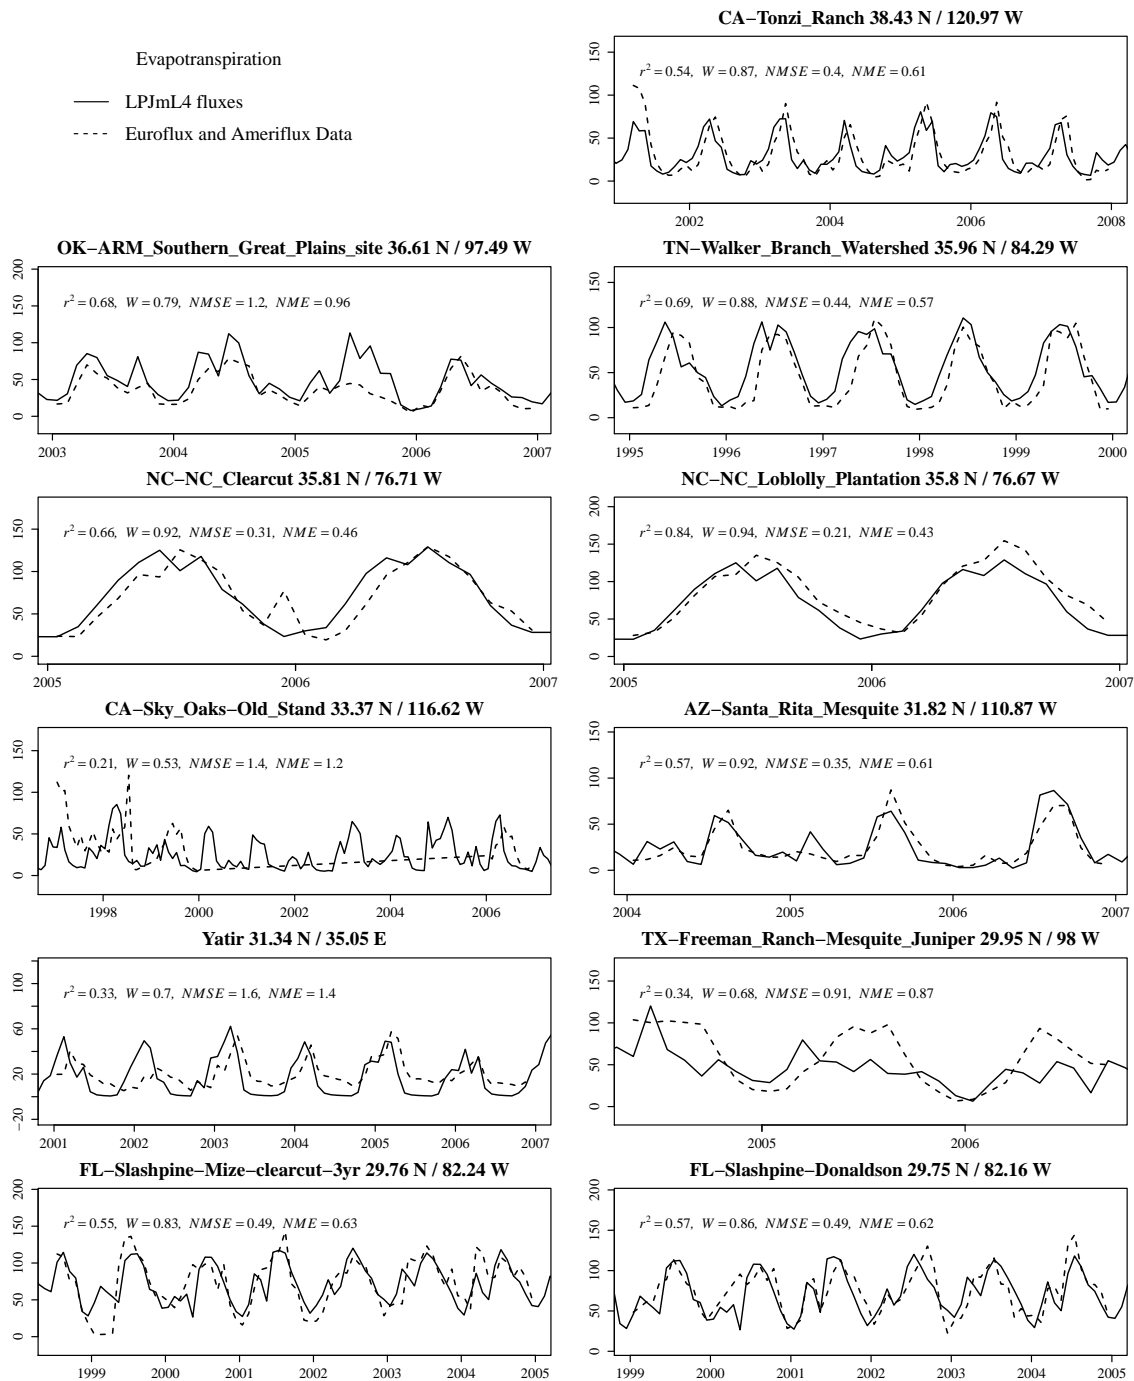 CA−Tonzi_Ranch 38.43 N / 120.97 W
Evapotranspiration
LPJmL4 fluxes
Euroflux and Ameriflux Data
r² = 0.54, W = 0.87, NMSE = 0.4, NME = 0.61
0 50 100 150
2002 2004 2006 2008
OK−ARM_Southern_Great_Plains_site 36.61 N / 97.49 W
r² = 0.68, W = 0.79, NMSE = 1.2, NME = 0.96
0 50 100 150 200
2003 2004 2005 2006 2007
TN−Walker_Branch_Watershed 35.96 N / 84.29 W
r² = 0.69, W = 0.88, NMSE = 0.44, NME = 0.57
0 50 100 150
1995 1996 1997 1998 1999 2000
NC−NC_Clearcut 35.81 N / 76.71 W
r² = 0.66, W = 0.92, NMSE = 0.31, NME = 0.46
0 50 100 150
2005 2006 2007
NC−NC_Loblolly_Plantation 35.8 N / 76.67 W
r² = 0.84, W = 0.94, NMSE = 0.21, NME = 0.43
0 50 100 150 200
2005 2006 2007
CA−Sky_Oaks−Old_Stand 33.37 N / 116.62 W
r² = 0.21, W = 0.53, NMSE = 1.4, NME = 1.2
0 50 100 150
1998 2000 2002 2004 2006
AZ−Santa_Rita_Mesquite 31.82 N / 110.87 W
r² = 0.57, W = 0.92, NMSE = 0.35, NME = 0.61
0 50 100 150
2004 2005 2006 2007
Yatir 31.34 N / 35.05 E
r² = 0.33, W = 0.7, NMSE = 1.6, NME = 1.4
−20 20 60 100
2001 2002 2003 2004 2005 2006 2007
TX−Freeman_Ranch−Mesquite_Juniper 29.95 N / 98 W
r² = 0.34, W = 0.68, NMSE = 0.91, NME = 0.87
0 50 100 150
2005 2006
FL−Slashpine−Mize−clearcut−3yr 29.76 N / 82.24 W
r² = 0.55, W = 0.83, NMSE = 0.49, NME = 0.63
0 50 100 150 200
1999 2000 2001 2002 2003 2004 2005
FL−Slashpine−Donaldson 29.75 N / 82.16 W
r² = 0.57, W = 0.86, NMSE = 0.49, NME = 0.62
0 50 100 150 200
1999 2000 2001 2002 2003 2004 2005